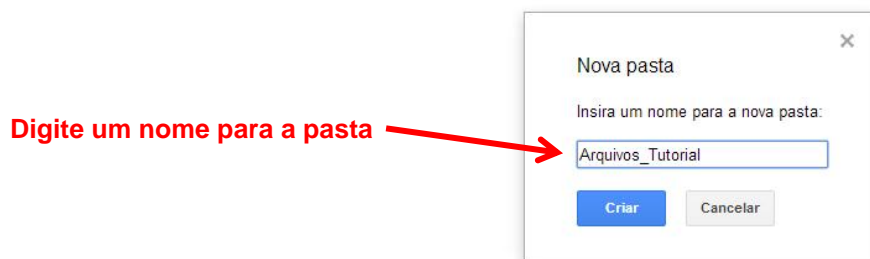 Nova pasta
Insira um nome para a nova pasta:
Digite um nome para a pasta
Arquivos_Tutorial
Criar Cancelar